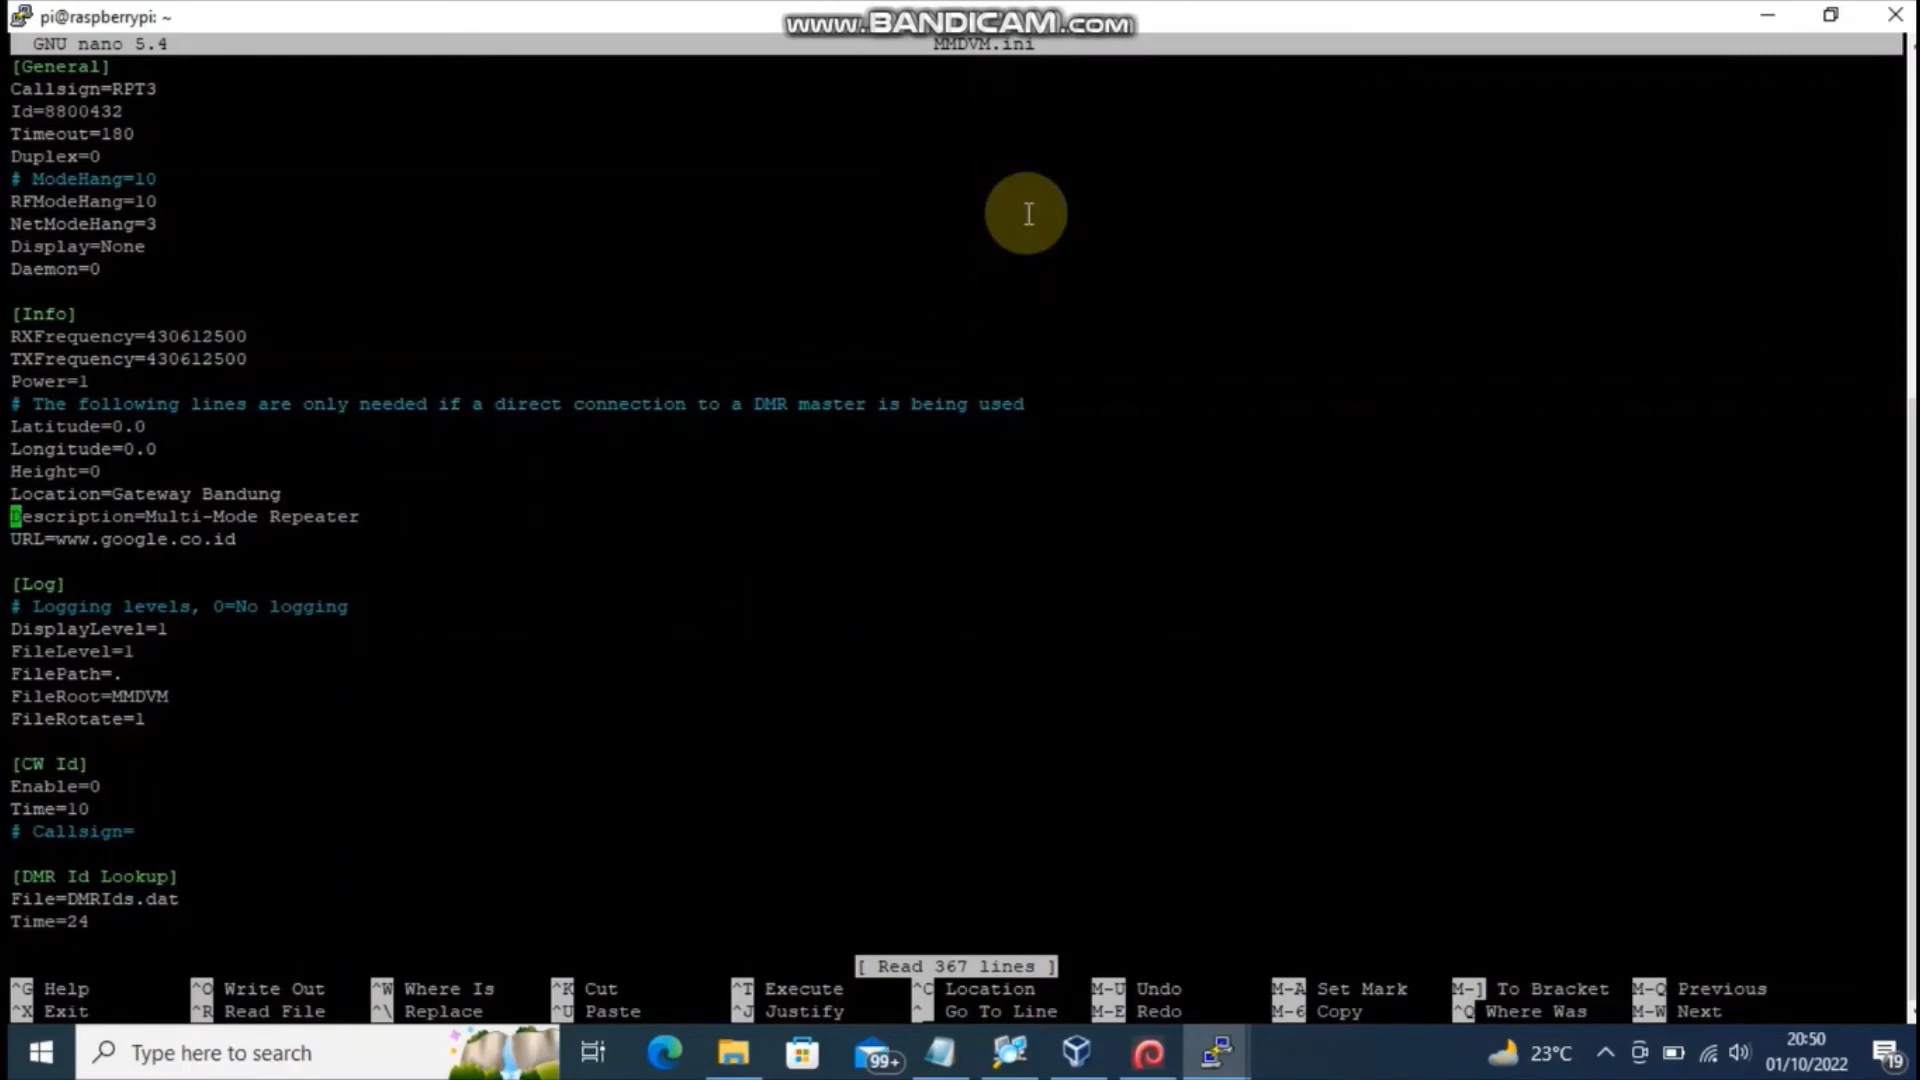 pi@raspberrypi: ~
www.BANDICAM.com
GNU nano 5.4 MMDVM.ini
[General]
Callsign=RPT3
Id=8800432
Timeout=180
Duplex=0
# ModeHang=10
RFModeHang=10
NetModeHang=3
Display=None
Daemon=0
[Info]
RXFrequency=430612500
TXFrequency=430612500
Power=1
# The following lines are only needed if a direct connection to a DMR master is being used
Latitude=0.0
Longitude=0.0
Height=0
Location=Gateway Bandung
Description=Multi-Mode Repeater
URL=www.google.co.id
[Log]
# Logging levels, 0=No logging
DisplayLevel=1
FileLevel=1
FilePath=.
FileRoot=MMDVM
FileRotate=1
[CW Id]
Enable=0
Time=10
# Callsign=
[DMR Id Lookup]
File=DMRIds.dat
Time=24
[ Read 367 lines ]
^G Help ^O Write Out ^W Where Is ^K Cut ^T Execute ^C Location M-U Undo M-A Set Mark M-] To Bracket M-Q Previous
^X Exit ^R Read File ^\ Replace ^U Paste ^J Justify ^_ Go To Line M-E Redo M-6 Copy ^Q Where Was M-W Next
Type here to search
99+
23°C
20:50
01/10/2022
19